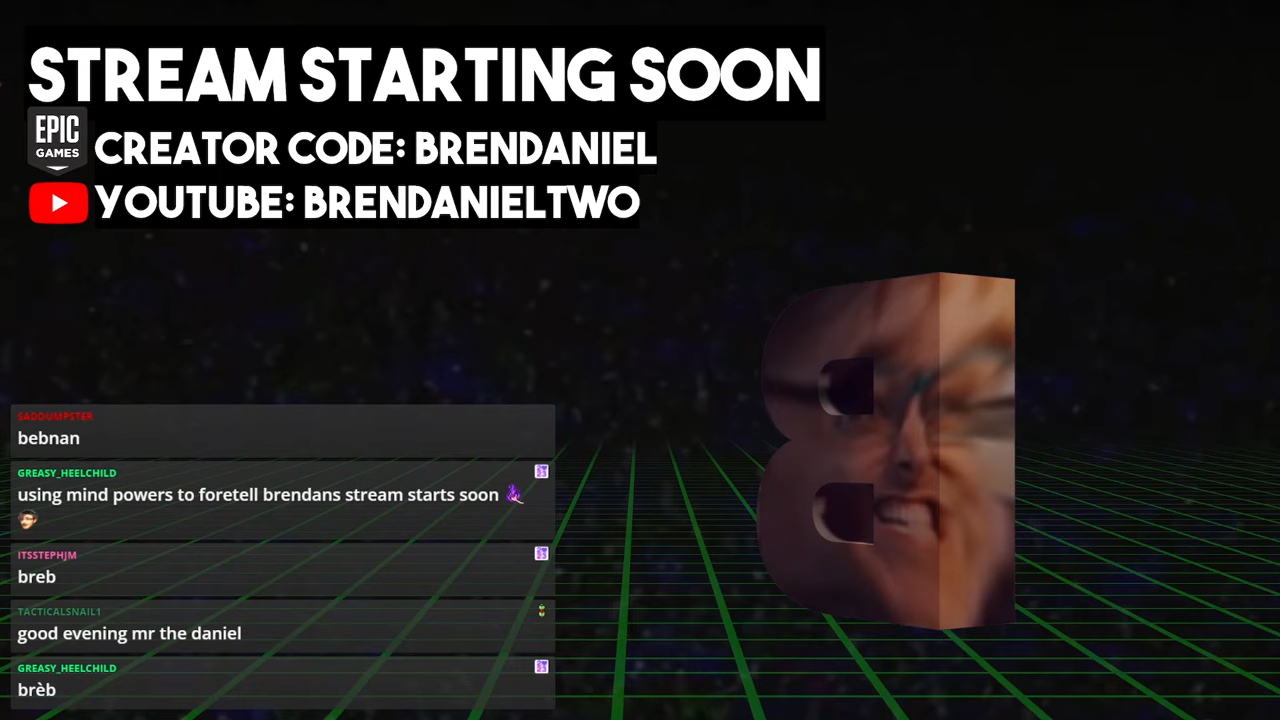 STREAM STARTING SOON
EPIC
GAMES
CREATOR CODE: BRENDANIEL
YOUTUBE: BRENDANIELTWO
SADDUMPSTER
bebnan
GREASY_HEELCHILD
using mind powers to foretell brendans stream starts soon
ITSSTEPHJM
breb
TACTICALSNAIL1
good evening mr the daniel
GREASY_HEELCHILD
brèb
B